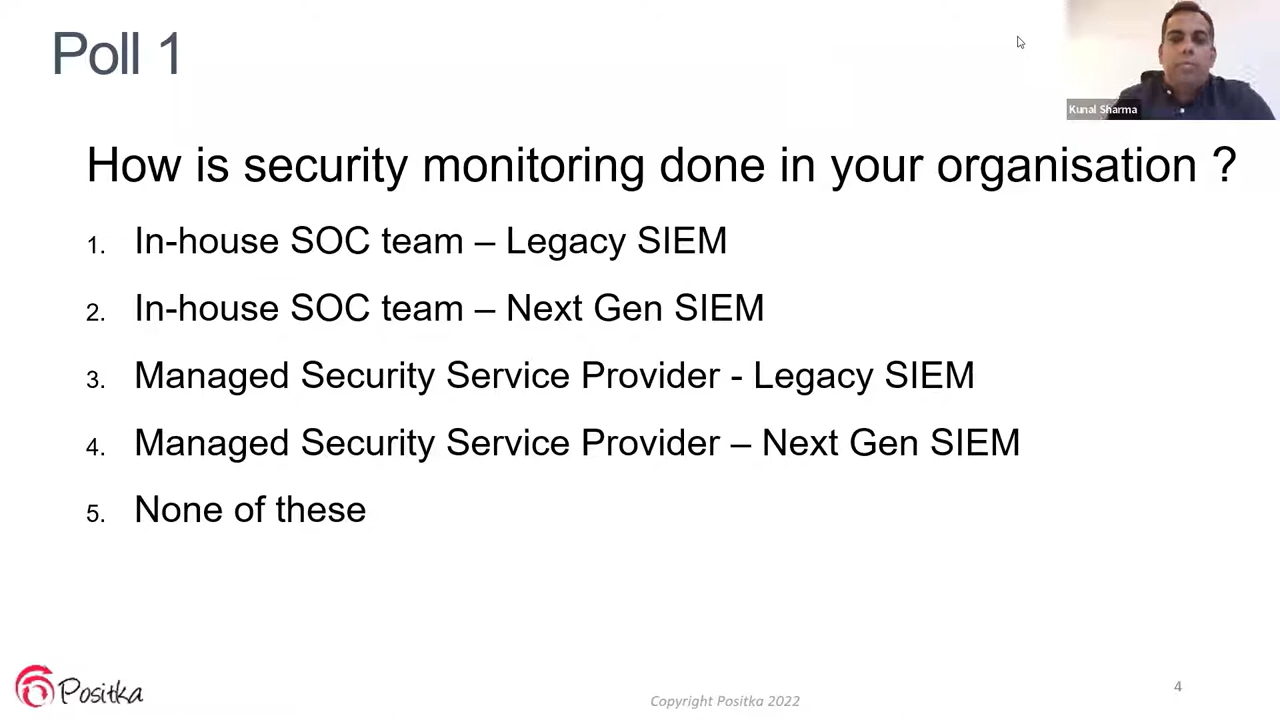 Poll 1
Kunal Sharma
How is security monitoring done in your organisation ?
1. In-house SOC team – Legacy SIEM
2. In-house SOC team – Next Gen SIEM
3. Managed Security Service Provider - Legacy SIEM
4. Managed Security Service Provider – Next Gen SIEM
5. None of these
Positka
Copyright Positka 2022
4